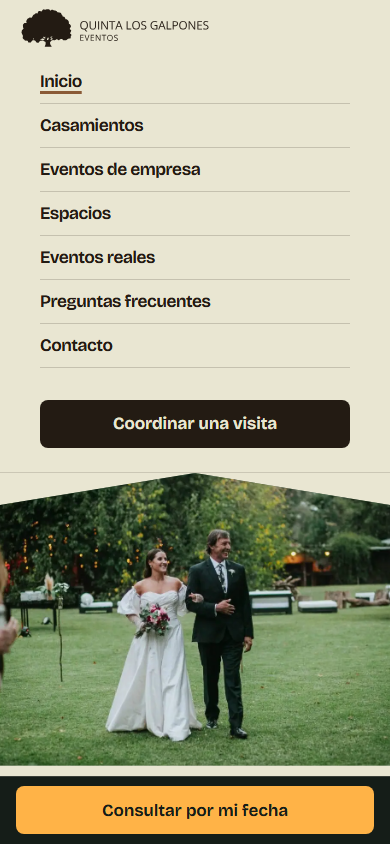 QUINTA LOS GALPONES
EVENTOS
Inicio
Casamientos
Eventos de empresa
Espacios
Eventos reales
Preguntas frecuentes
Contacto
Coordinar una visita
Consultar por mi fecha